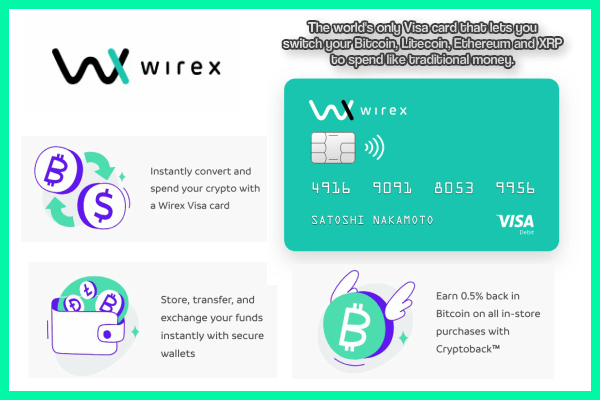 The world's only Visa card that lets you
switch your Bitcoin, Litecoin, Ethereum and XRP
to spend like traditional money.
wirex
wirex
4916 9091 8053 9956
SATOSHI NAKAMOTO
VISA
Debit
Instantly convert and
spend your crypto with
a Wirex Visa card
Store, transfer, and
exchange your funds
instantly with secure
wallets
Earn 0.5% back in
Bitcoin on all in-store
purchases with
Cryptoback™